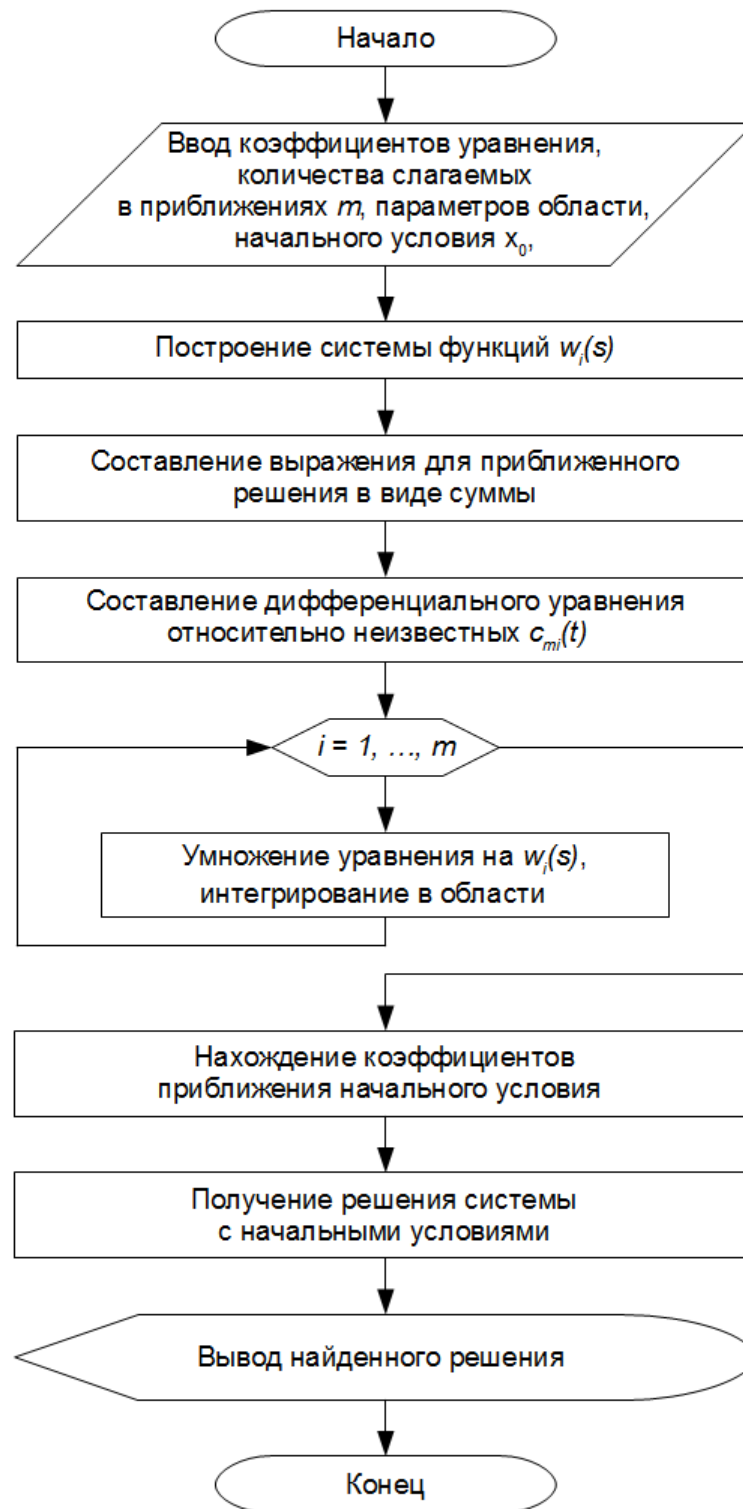 Начало
Ввод коэффициентов уравнения,
количества слагаемых
в приближениях m, параметров области,
начального условия x₀,
Построение системы функций wᵢ(s)
Составление выражения для приближенного
решения в виде суммы
Составление дифференциального уравнения
относительно неизвестных cₘᵢ(t)
i = 1, …, m
Умножение уравнения на wᵢ(s),
интегрирование в области
Нахождение коэффициентов
приближения начального условия
Получение решения системы
с начальными условиями
Вывод найденного решения
Конец